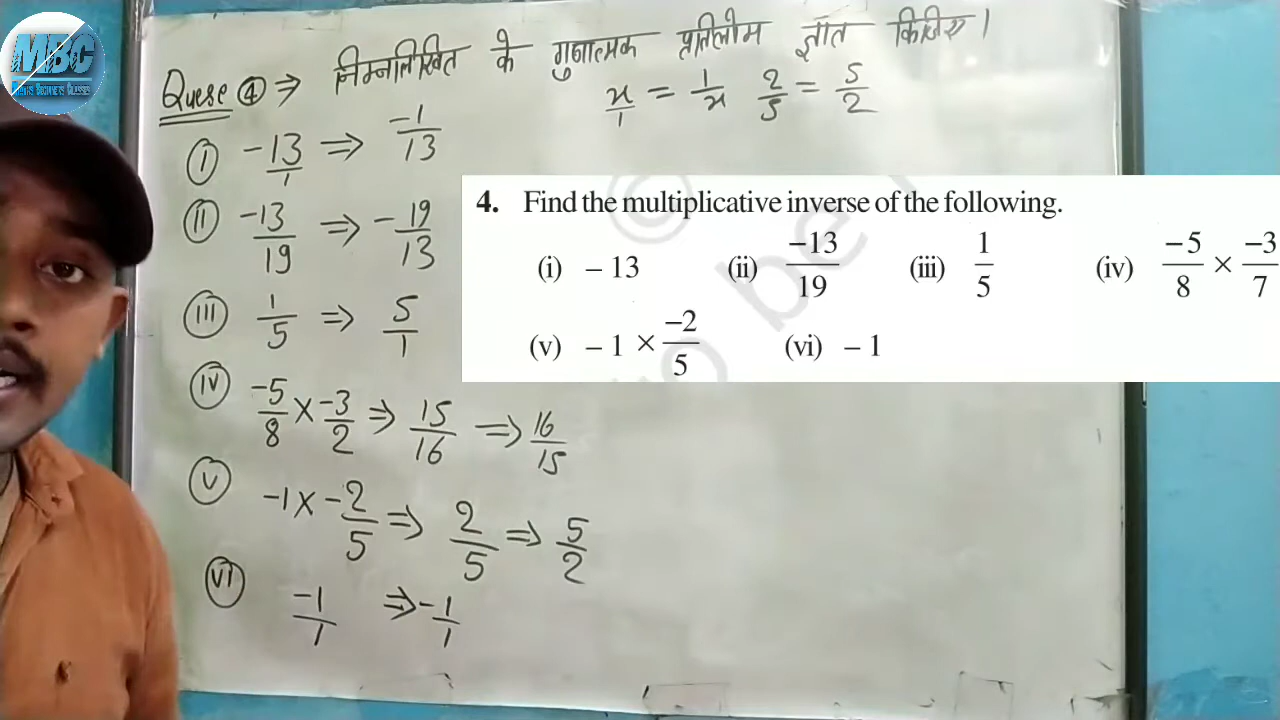 MBC
निम्नलिखित के गुणात्मक प्रतिलोम ज्ञात किजिए।
Quese ④ ⇒
x/1 = 1/x 2/5 = 5/2
(I) -13/1 ⇒ -1/13
(II) -13/19 ⇒ -19/13
(III) 1/5 ⇒ 5/1
(IV) -5/8 × -3/2 ⇒ 15/16 ⇒ 16/15
(V) -1 × -2/5 ⇒ 2/5 ⇒ 5/2
(VI) -1/1 ⇒ -1/1
4. Find the multiplicative inverse of the following.
(i) – 13 (ii) −13/19 (iii) 1/5 (iv) −5/8 × −3/7
(v) – 1 × −2/5 (vi) – 1